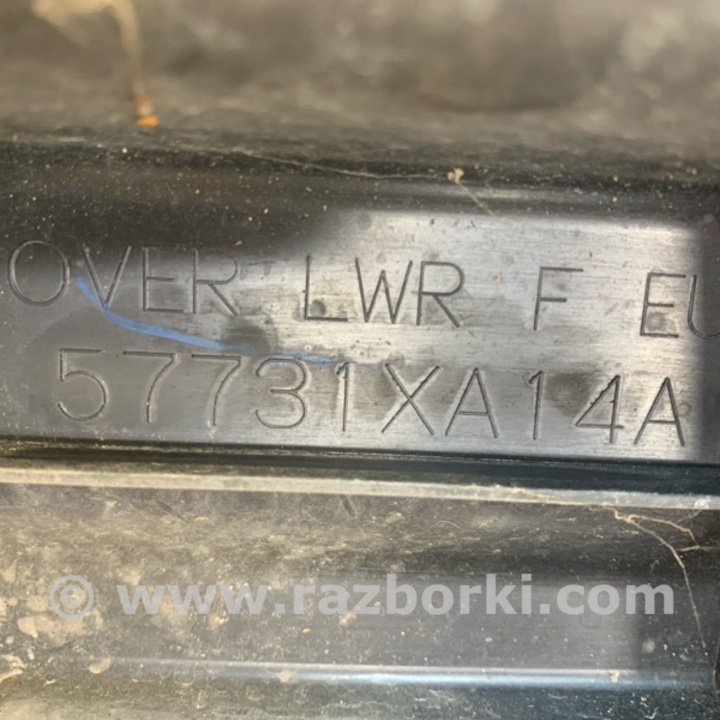 OVER LWR F EU
57731XA14A
© www.razborki.com